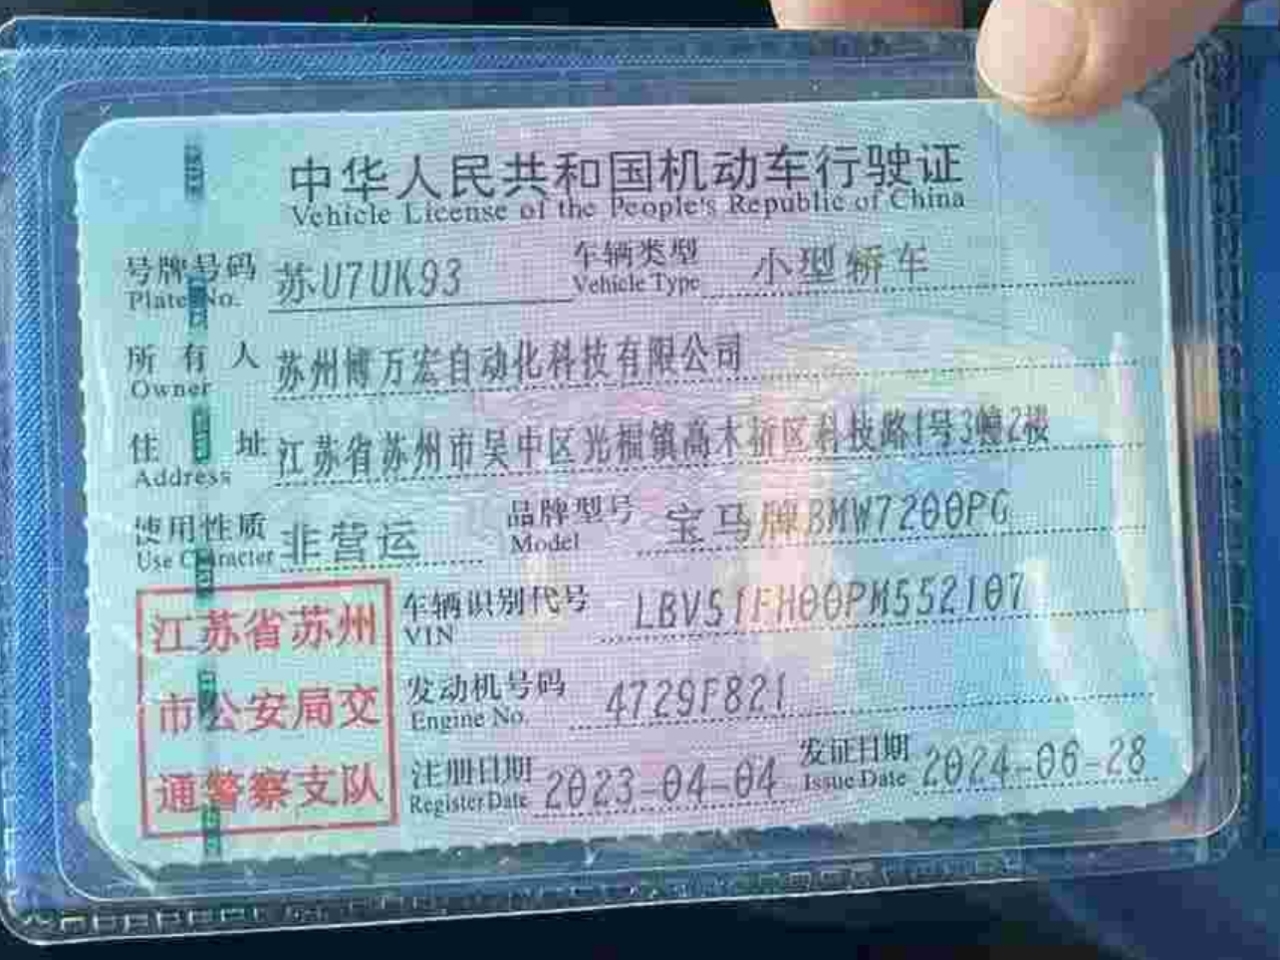 中华人民共和国机动车行驶证
Vehicle License of the People's Republic of China
号牌号码 苏U7UK93 车辆类型 小型轿车
Plate No. Vehicle Type
所有人 苏州博万宏自动化科技有限公司
Owner
住址 江苏省苏州市吴中区光福镇高木桥区科技路1号3幢2楼
Address
使用性质 非营运 品牌型号 宝马牌BMW7200PG
Use Character Model
江苏省苏州 车辆识别代号 LBV51FH00PM552107
VIN
市公安局交 发动机号码 4729F821
Engine No.
通警察支队 注册日期 2023-04-04 发证日期 2024-06-28
Register Date Issue Date